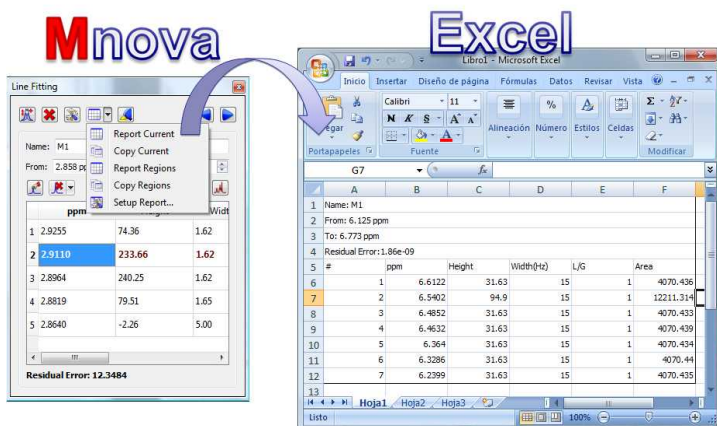 Mnova
Excel
Line Fitting
Name: M1
From: 2.858
Report Current
Copy Current
Report Regions
Copy Regions
Setup Report...
ppm
1 2.9255 74.36 1.62
2 2.9110 233.66 1.62
3 2.8964 240.25 1.62
4 2.8819 79.51 1.65
5 2.8640 -2.26 5.00
Residual Error: 12.3484
Libro1 - Microsoft Excel
Inicio Insertar Diseño de página Fórmulas Datos Revisar Vista
Calibri 11
N K S A A
Alineación Número Estilos Celdas
Portapapeles Fuente Modificar
G7 fx
A B C D E F
1 Name: M1
2 From: 6.125 ppm
3 To: 6.773 ppm
4 Residual Error:1.86e-09
5 # ppm Height Width(Hz) L/G Area
6 1 6.6122 31.63 15 1 4070.436
7 2 6.5402 94.9 15 1 12211.314
8 3 6.4852 31.63 15 1 4070.433
9 4 6.4632 31.63 15 1 4070.439
10 5 6.364 31.63 15 1 4070.434
11 6 6.3286 31.63 15 1 4070.44
12 7 6.2399 31.63 15 1 4070.435
13
Hoja1 Hoja2 Hoja3
Listo 100%